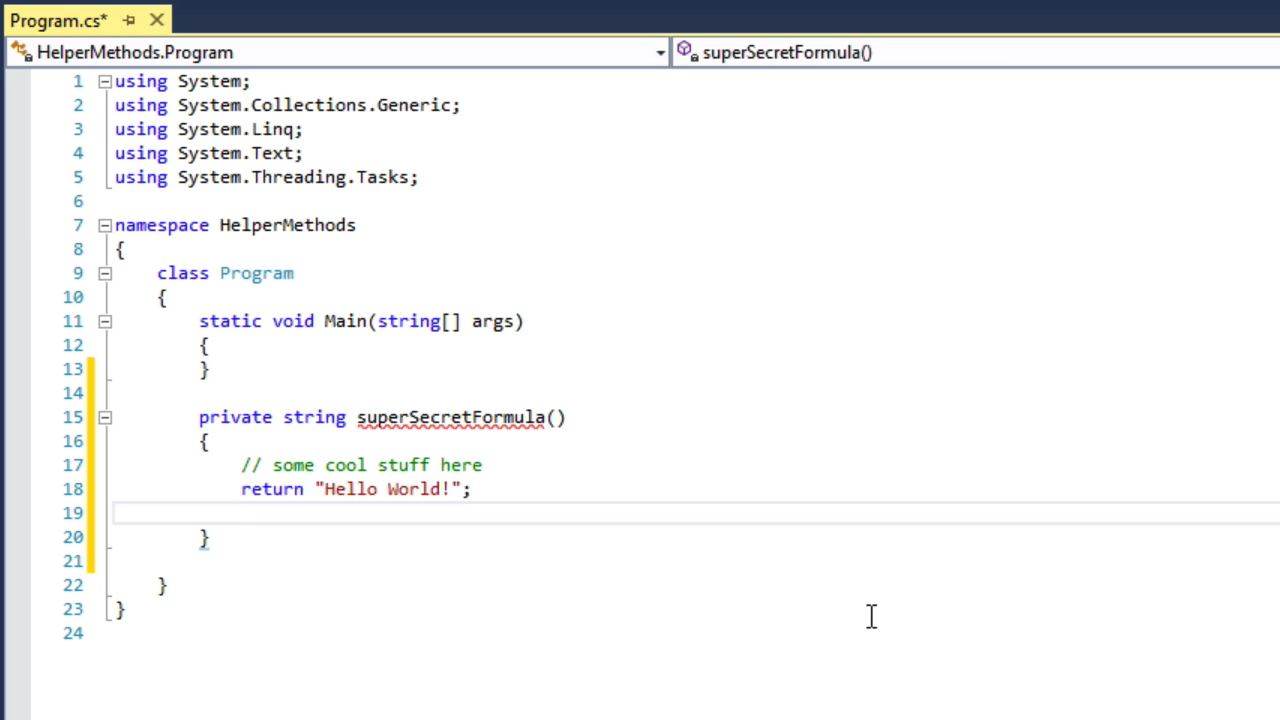 Program.cs*
HelperMethods.Program superSecretFormula()
1 using System;
2 using System.Collections.Generic;
3 using System.Linq;
4 using System.Text;
5 using System.Threading.Tasks;
6
7 namespace HelperMethods
8 {
9 class Program
10 {
11 static void Main(string[] args)
12 {
13 }
14
15 private string superSecretFormula()
16 {
17 // some cool stuff here
18 return "Hello World!";
19
20 }
21
22 }
23 }
24